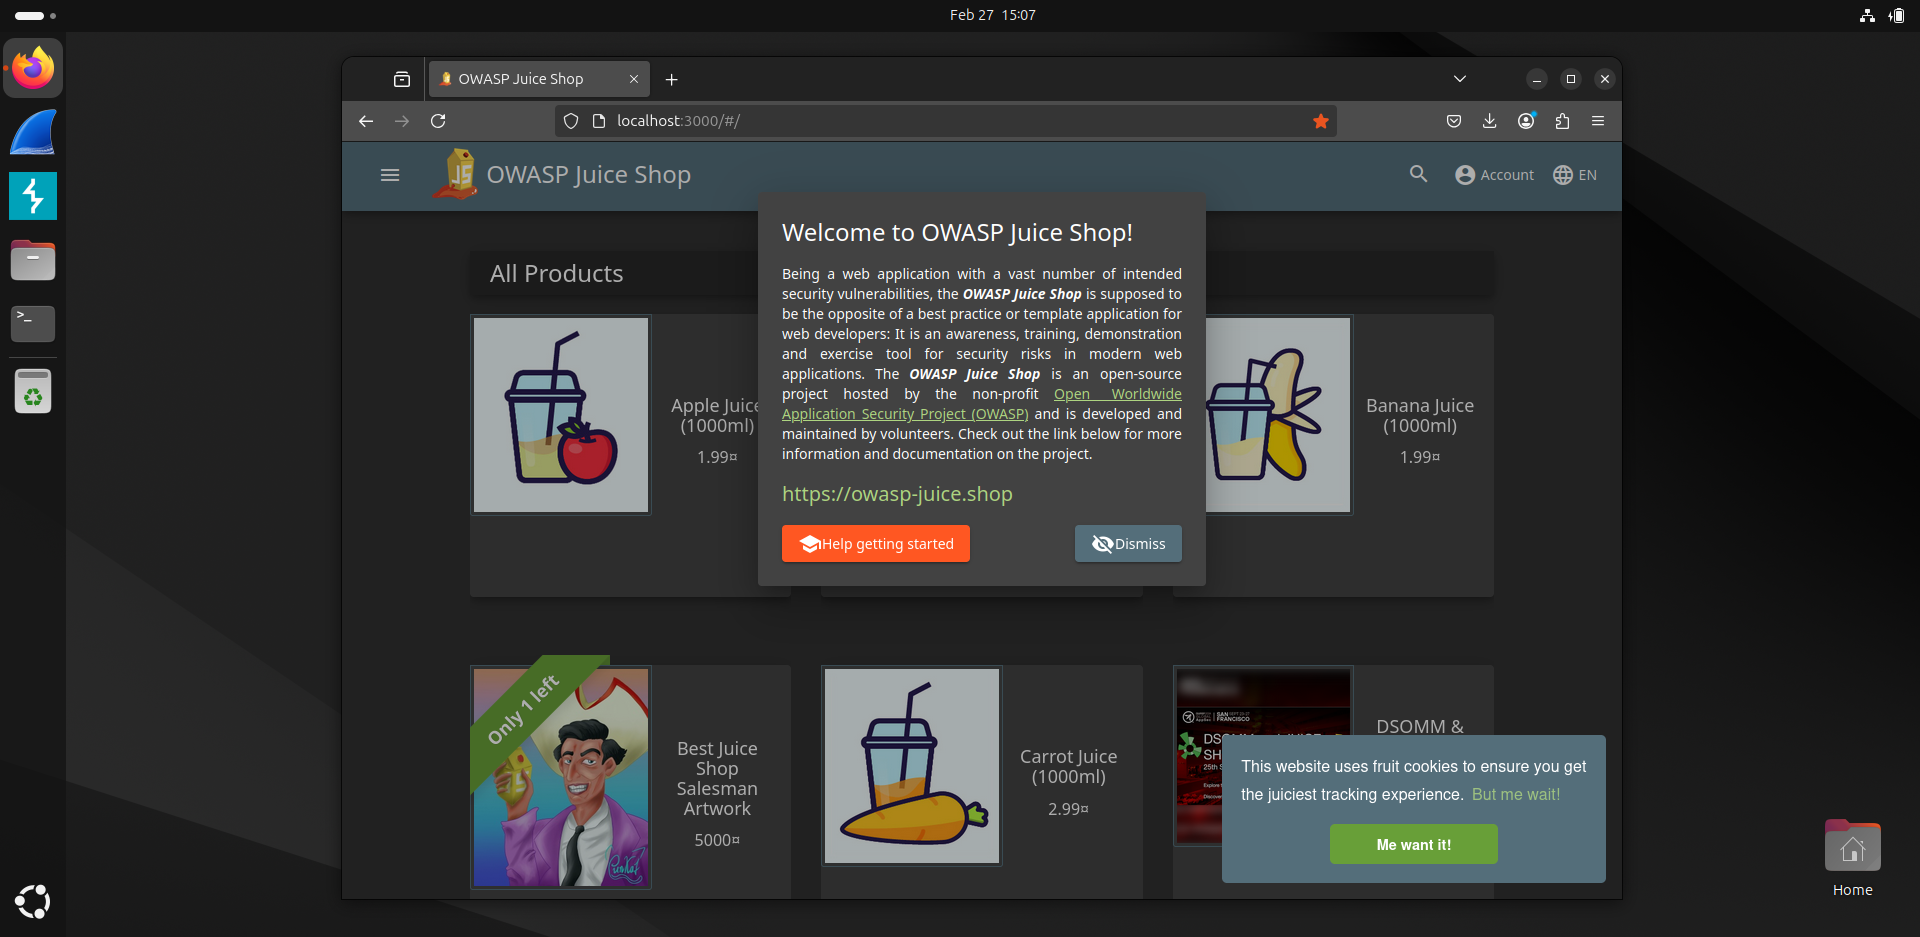 Feb 27 15:07
OWASP Juice Shop
localhost:3000/#/
OWASP Juice Shop
Account
EN
All Products
Welcome to OWASP Juice Shop!
Being a web application with a vast number of intended
security vulnerabilities, the OWASP Juice Shop is supposed to
be the opposite of a best practice or template application for
web developers: It is an awareness, training, demonstration
and exercise tool for security risks in modern web
applications. The OWASP Juice Shop is an open-source
project hosted by the non-profit Open Worldwide
Application Security Project (OWASP) and is developed and
maintained by volunteers. Check out the link below for more
information and documentation on the project.
https://owasp-juice.shop
Help getting started
Dismiss
Apple Juice
(1000ml)
1.99¤
Banana Juice
(1000ml)
1.99¤
Only 1 left
Best Juice
Shop
Salesman
Artwork
5000¤
Carrot Juice
(1000ml)
2.99¤
SAN
FRANCISCO
DSOMM &
This website uses fruit cookies to ensure you get
the juiciest tracking experience. But me wait!
Me want it!
Home